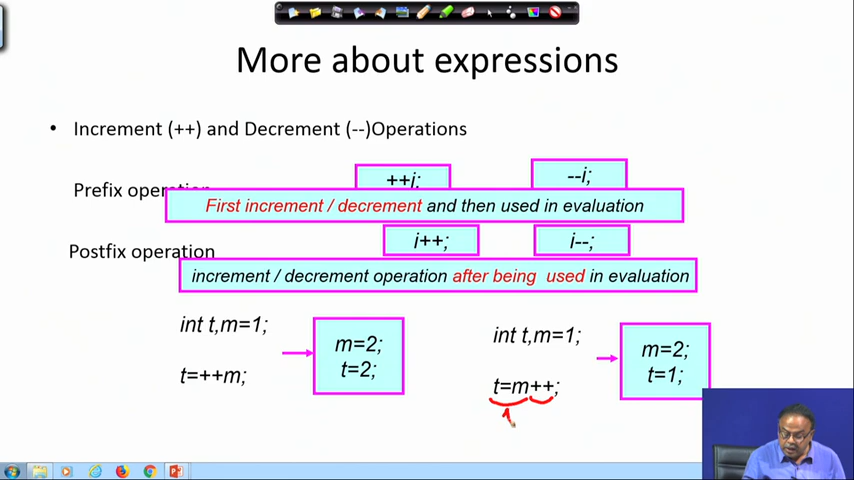 More about expressions
• Increment (++) and Decrement (--)Operations
Prefix operation ++i; --i;
First increment / decrement and then used in evaluation
Postfix operation i++; i--;
increment / decrement operation after being used in evaluation
int t,m=1;
t=++m;
m=2;
t=2;
int t,m=1;
t=m++;
m=2;
t=1;
1